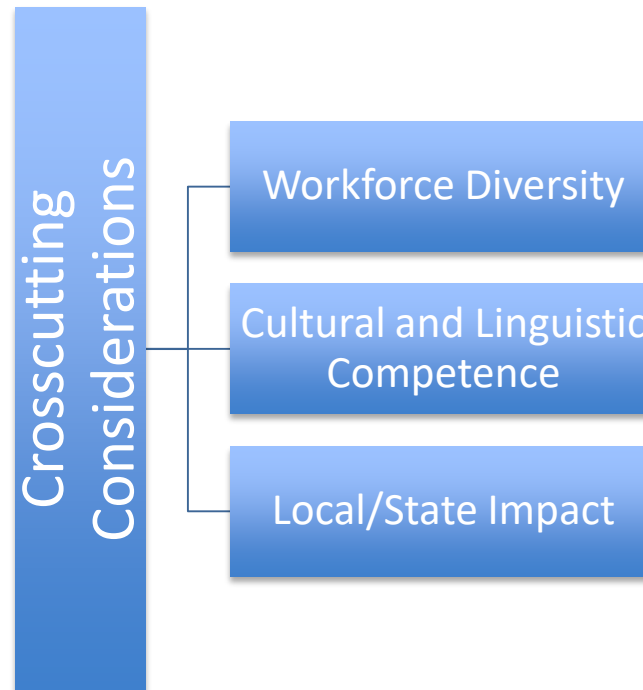 Crosscutting
Considerations
Workforce Diversity
Cultural and Linguistic
Competence
Local/State Impact